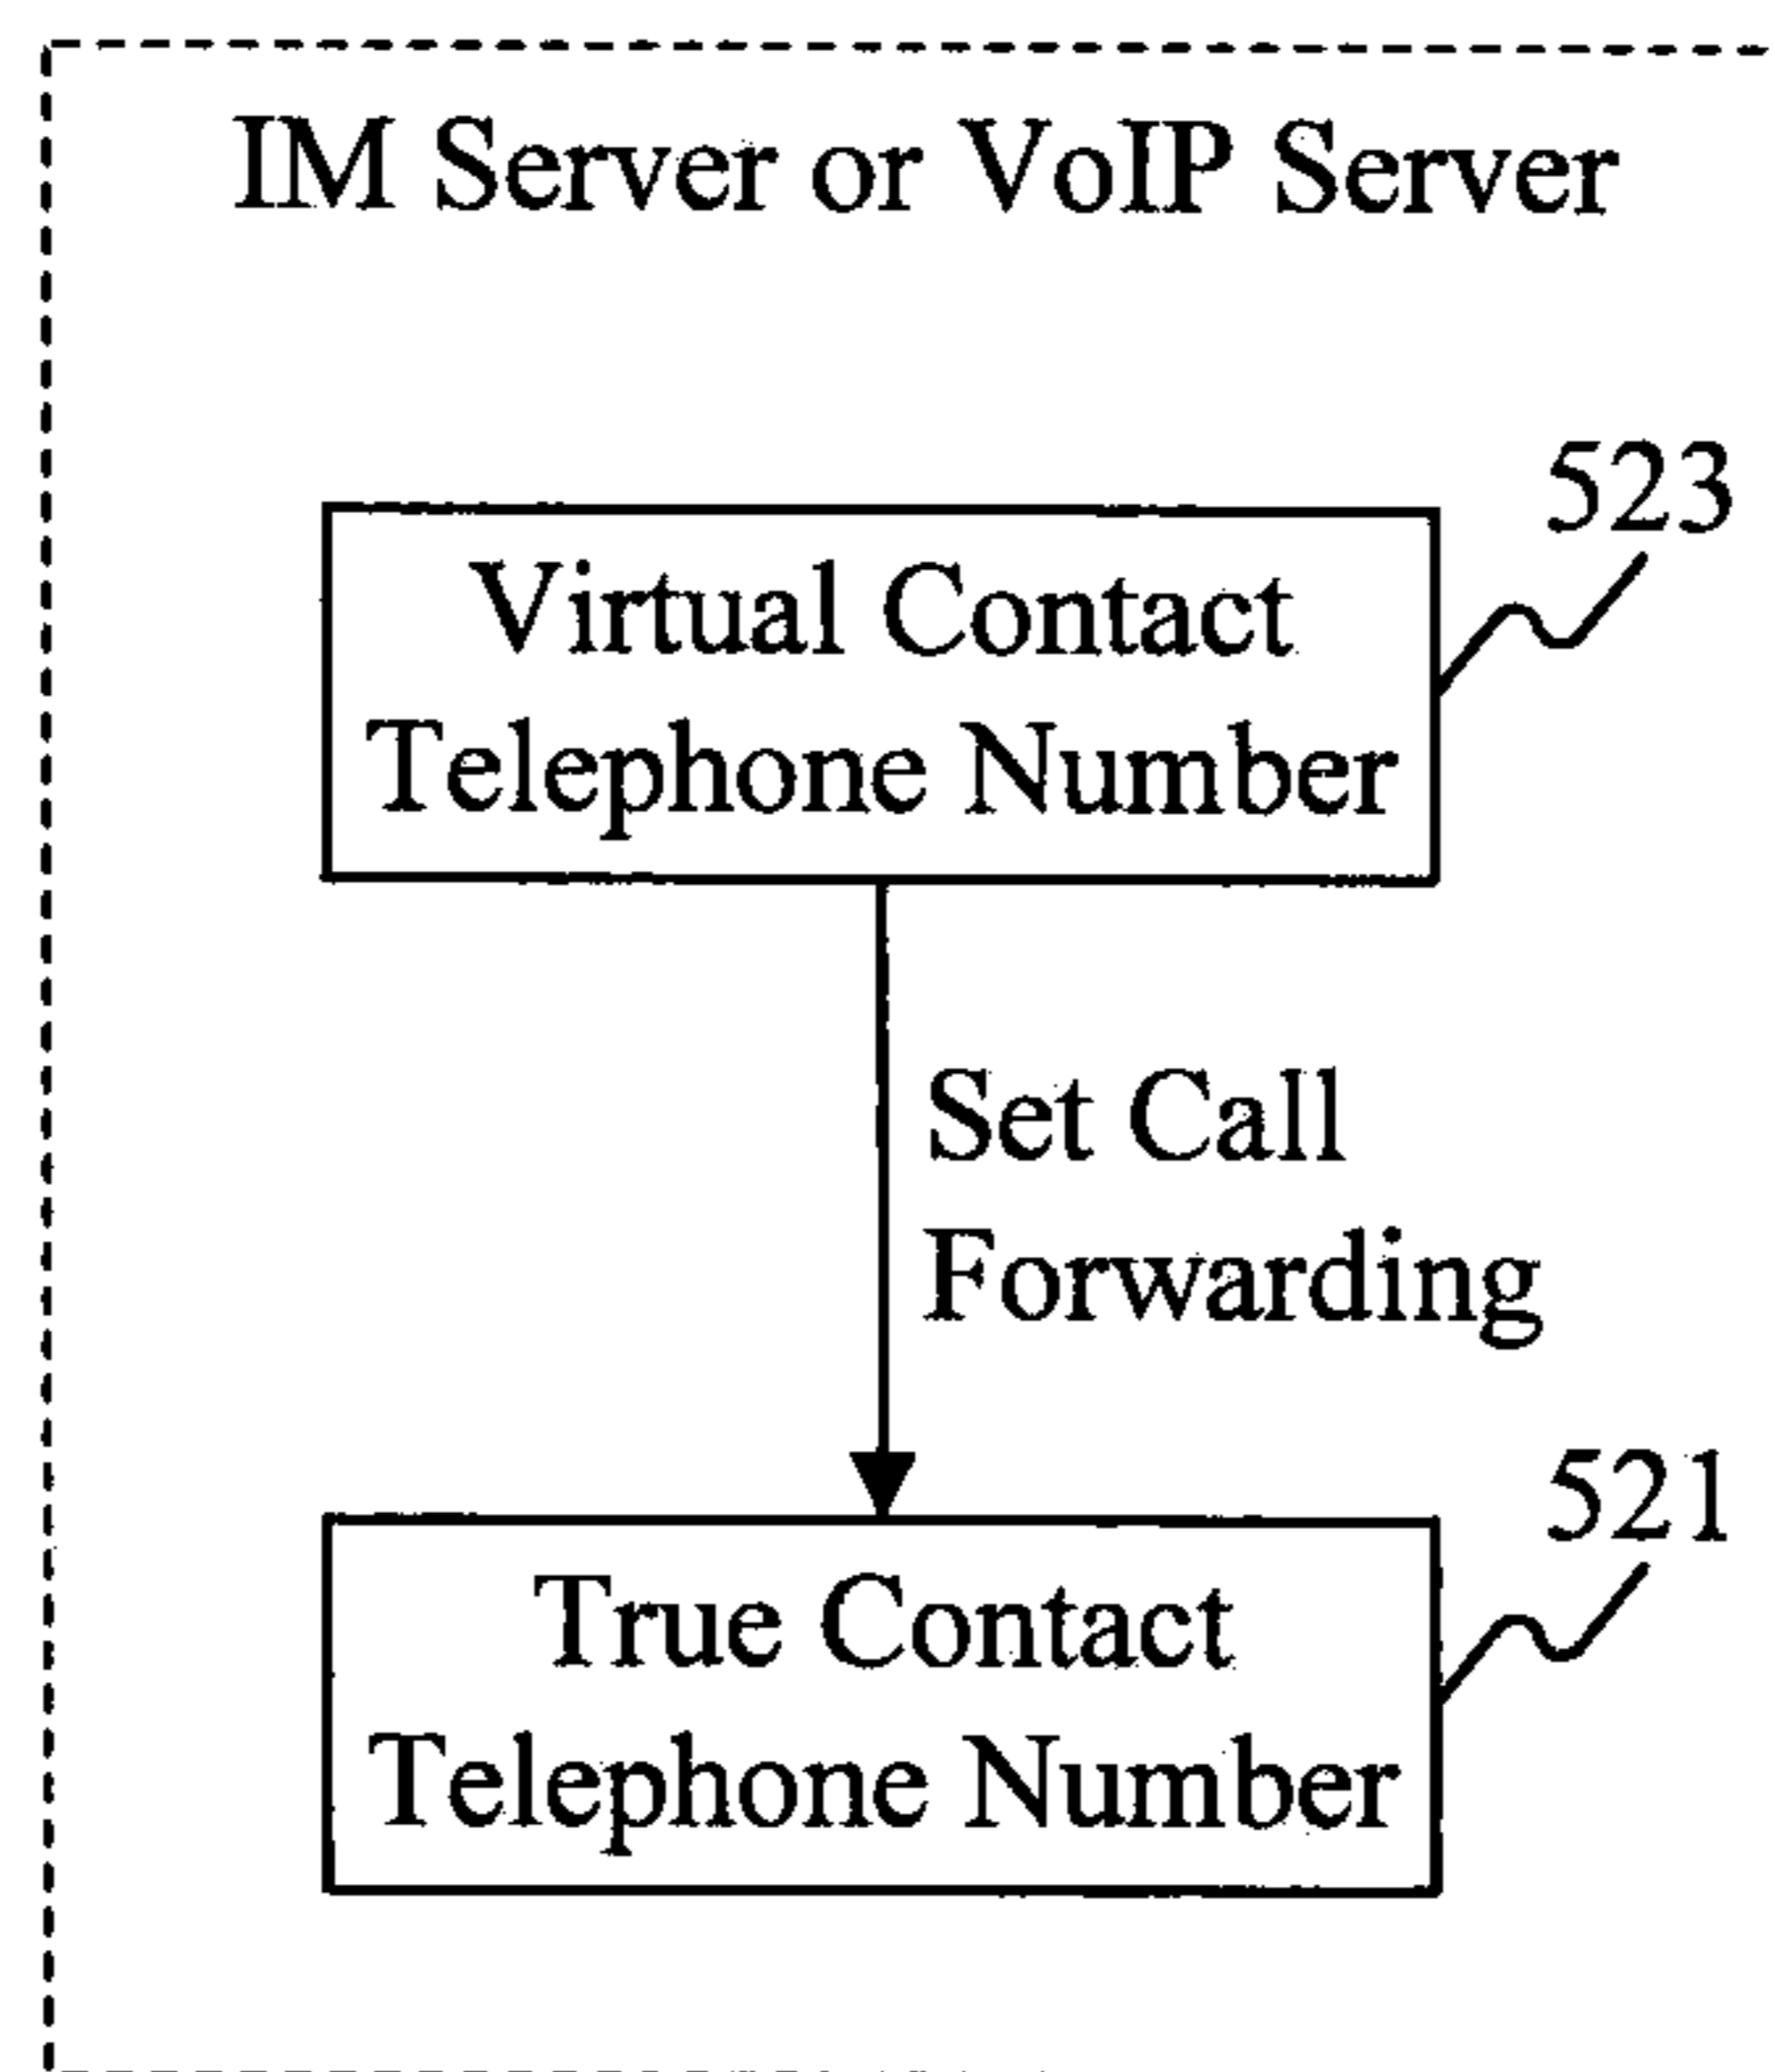 IM Server or VoIP Server
523
Virtual Contact
Telephone Number
Set Call
Forwarding
521
True Contact
Telephone Number